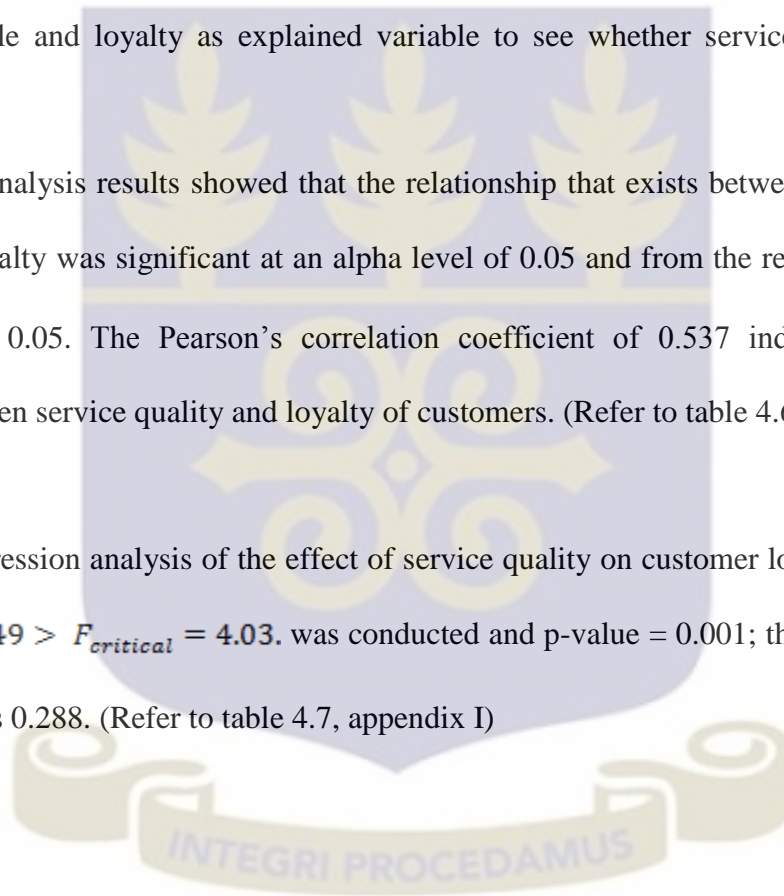 le and loyalty as explained variable to see whether service
nalysis results showed that the relationship that exists betwe
alty was significant at an alpha level of 0.05 and from the re
0.05. The Pearson’s correlation coefficient of 0.537 ind
en service quality and loyalty of customers. (Refer to table 4.6
ression analysis of the effect of service quality on customer lo
49 > F_critical = 4.03. was conducted and p-value = 0.001; th
s 0.288. (Refer to table 4.7, appendix I)
INTEGRI PROCEDAMUS